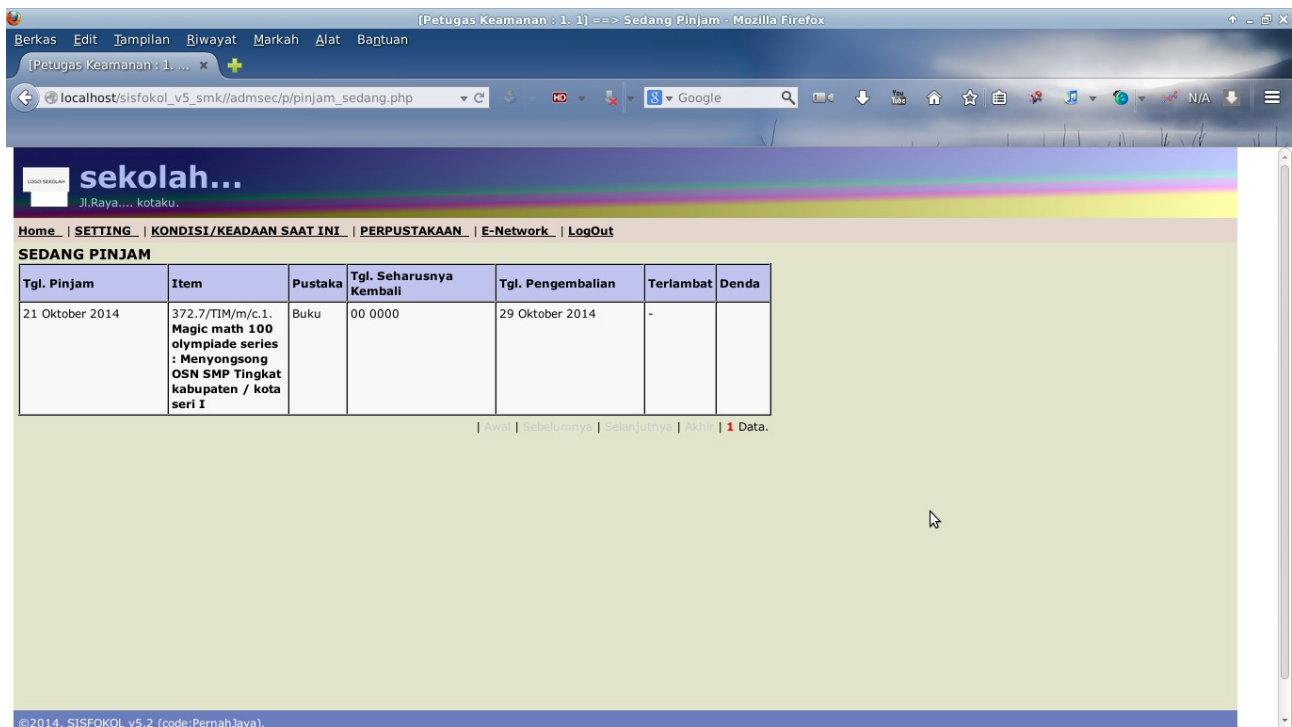 [Petugas Keamanan : 1. 1] ==> Sedang Pinjam - Mozilla Firefox
Berkas Edit Tampilan Riwayat Markah Alat Bantuan
[Petugas Keamanan : 1. ...
localhost/sisfokol_v5_smk//admsec/p/pinjam_sedang.php
Google
You Tube
N/A
LOGO SEKOLAH
sekolah...
Jl.Raya.... kotaku.
Home | SETTING | KONDISI/KEADAAN SAAT INI | PERPUSTAKAAN | E-Network | LogOut
SEDANG PINJAM
Tgl. Pinjam Item Pustaka Tgl. Seharusnya Kembali Tgl. Pengembalian Terlambat Denda
21 Oktober 2014 372.7/TIM/m/c.1. Buku 00 0000 29 Oktober 2014 -
Magic math 100
olympiade series
: Menyongsong
OSN SMP Tingkat
kabupaten / kota
seri I
| Awal | Sebelumnya | Selanjutnya | Akhir | 1 Data.
©2014. SISFOKOL v5.2 (code:PernahJaya).